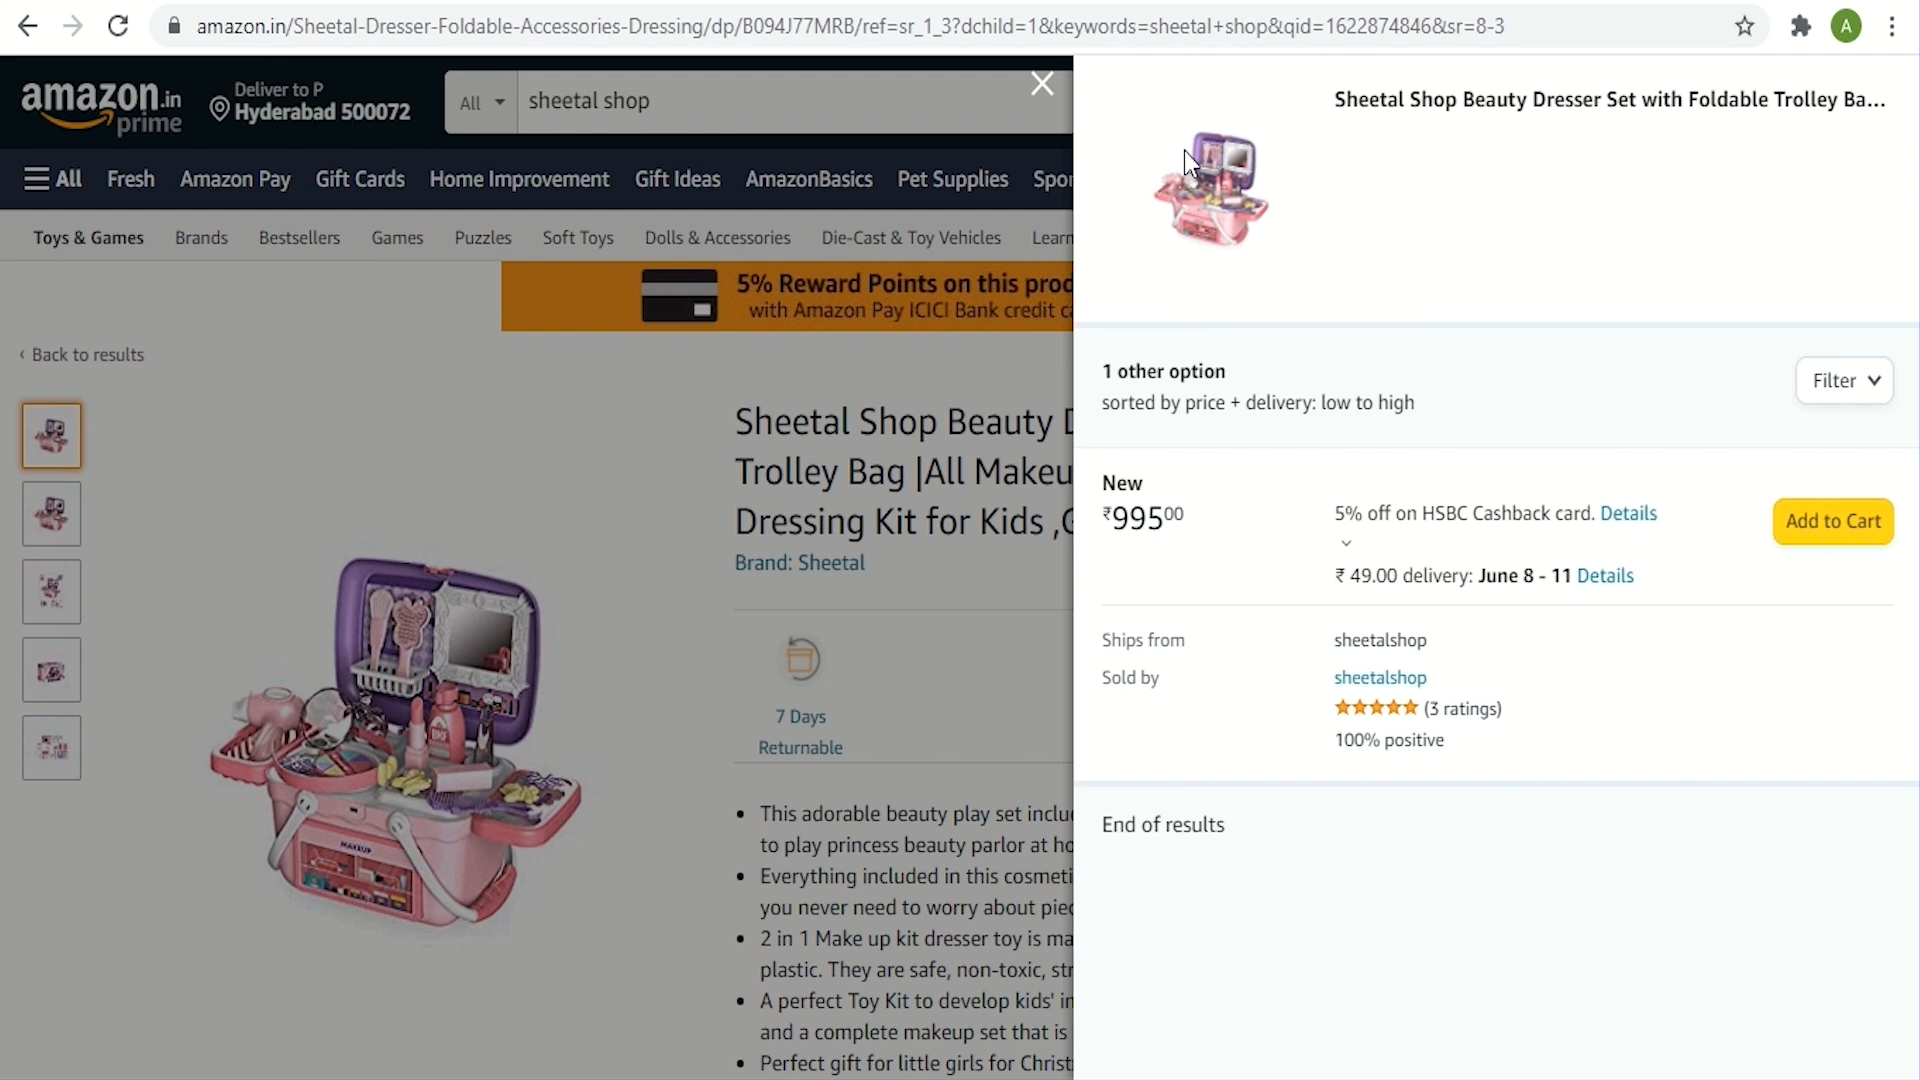 amazon.in/Sheetal-Dresser-Foldable-Accessories-Dressing/dp/B094J77MRB/ref=sr_1_3?dchild=1&keywords=sheetal+shop&qid=1622874846&sr=8-3
A
amazon.in
prime
Deliver to P
Hyderabad 500072
All
sheetal shop
All Fresh Amazon Pay Gift Cards Home Improvement Gift Ideas AmazonBasics Pet Supplies Spor
Toys & Games Brands Bestsellers Games Puzzles Soft Toys Dolls & Accessories Die-Cast & Toy Vehicles Learn
5% Reward Points on this prod
with Amazon Pay ICICI Bank credit c
‹ Back to results
Sheetal Shop Beauty D
Trolley Bag |All Makeu
Dressing Kit for Kids ,G
Brand: Sheetal
7 Days
Returnable
MAKEUP
• This adorable beauty play set inclu
to play princess beauty parlor at ho
• Everything included in this cosmeti
you never need to worry about piec
• 2 in 1 Make up kit dresser toy is ma
plastic. They are safe, non-toxic, str
• A perfect Toy Kit to develop kids' in
and a complete makeup set that is
• Perfect gift for little girls for Christ
Sheetal Shop Beauty Dresser Set with Foldable Trolley Ba...
1 other option
sorted by price + delivery: low to high
Filter
New
₹99500
5% off on HSBC Cashback card. Details
₹ 49.00 delivery: June 8 - 11 Details
Add to Cart
Ships from sheetalshop
Sold by sheetalshop
(3 ratings)
100% positive
End of results